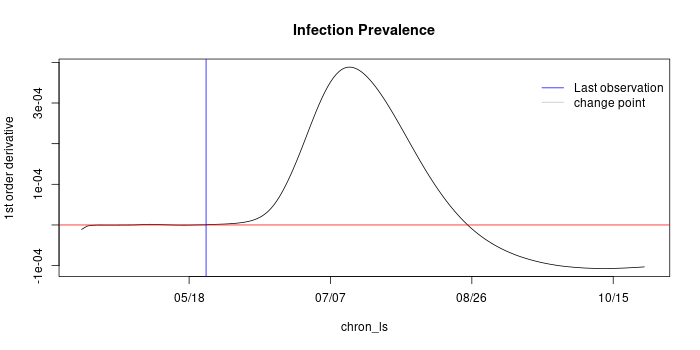 Infection Prevalence
1st order derivative
-1e-04
1e-04
3e-04
Last observation
change point
05/18
07/07
08/26
10/15
chron_ls